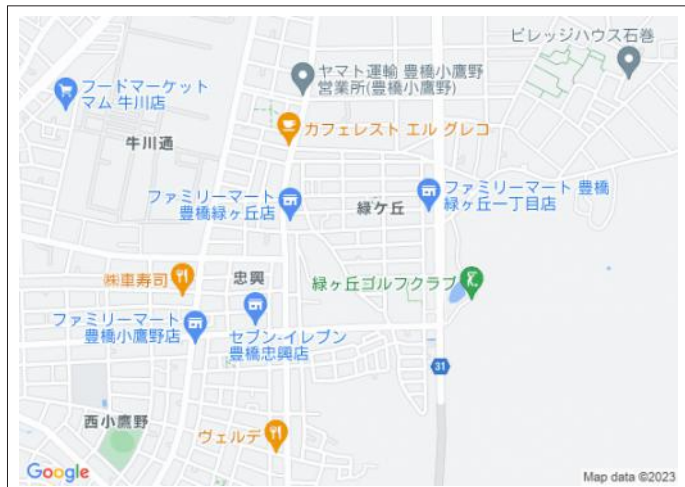 ビレッジハウス石巻
ヤマト運輸 豊橋小鷹野
営業所(豊橋小鷹野)
フードマーケット
マム 牛川店
カフェレスト エル グレコ
牛川通
ファミリーマート
豊橋緑ヶ丘店
緑ケ丘
ファミリーマート 豊橋
緑ヶ丘一丁目店
㈱車寿司
忠興
緑ヶ丘ゴルフクラブ
ファミリーマート
豊橋小鷹野店
セブン-イレブン
豊橋忠興店
31
西小鷹野
ヴェルデ
Google
Map data ©2023